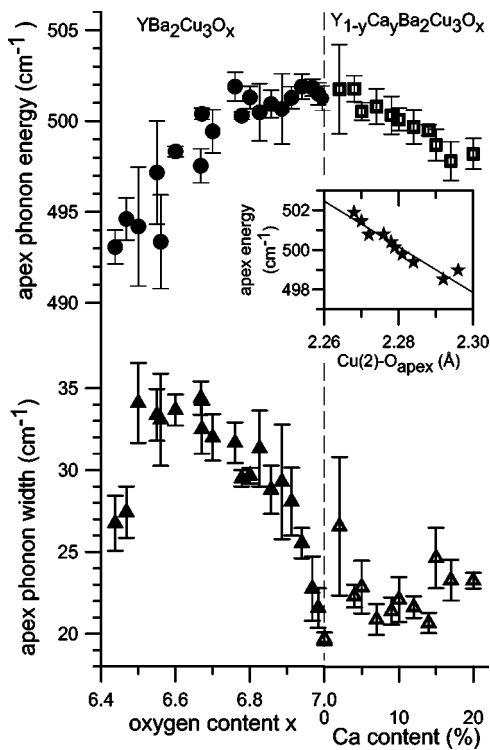 YBa2Cu3Ox Y1-yCayBa2Cu3Ox
505
500
495
490
apex phonon energy (cm-1)
502
500
498
apex energy
(cm-1)
2.26 2.28 2.30
Cu(2)-Oapex (Å)
35
30
25
20
apex phonon width (cm-1)
6.4 6.6 6.8 7.0 0 10 20
oxygen content x Ca content (%)